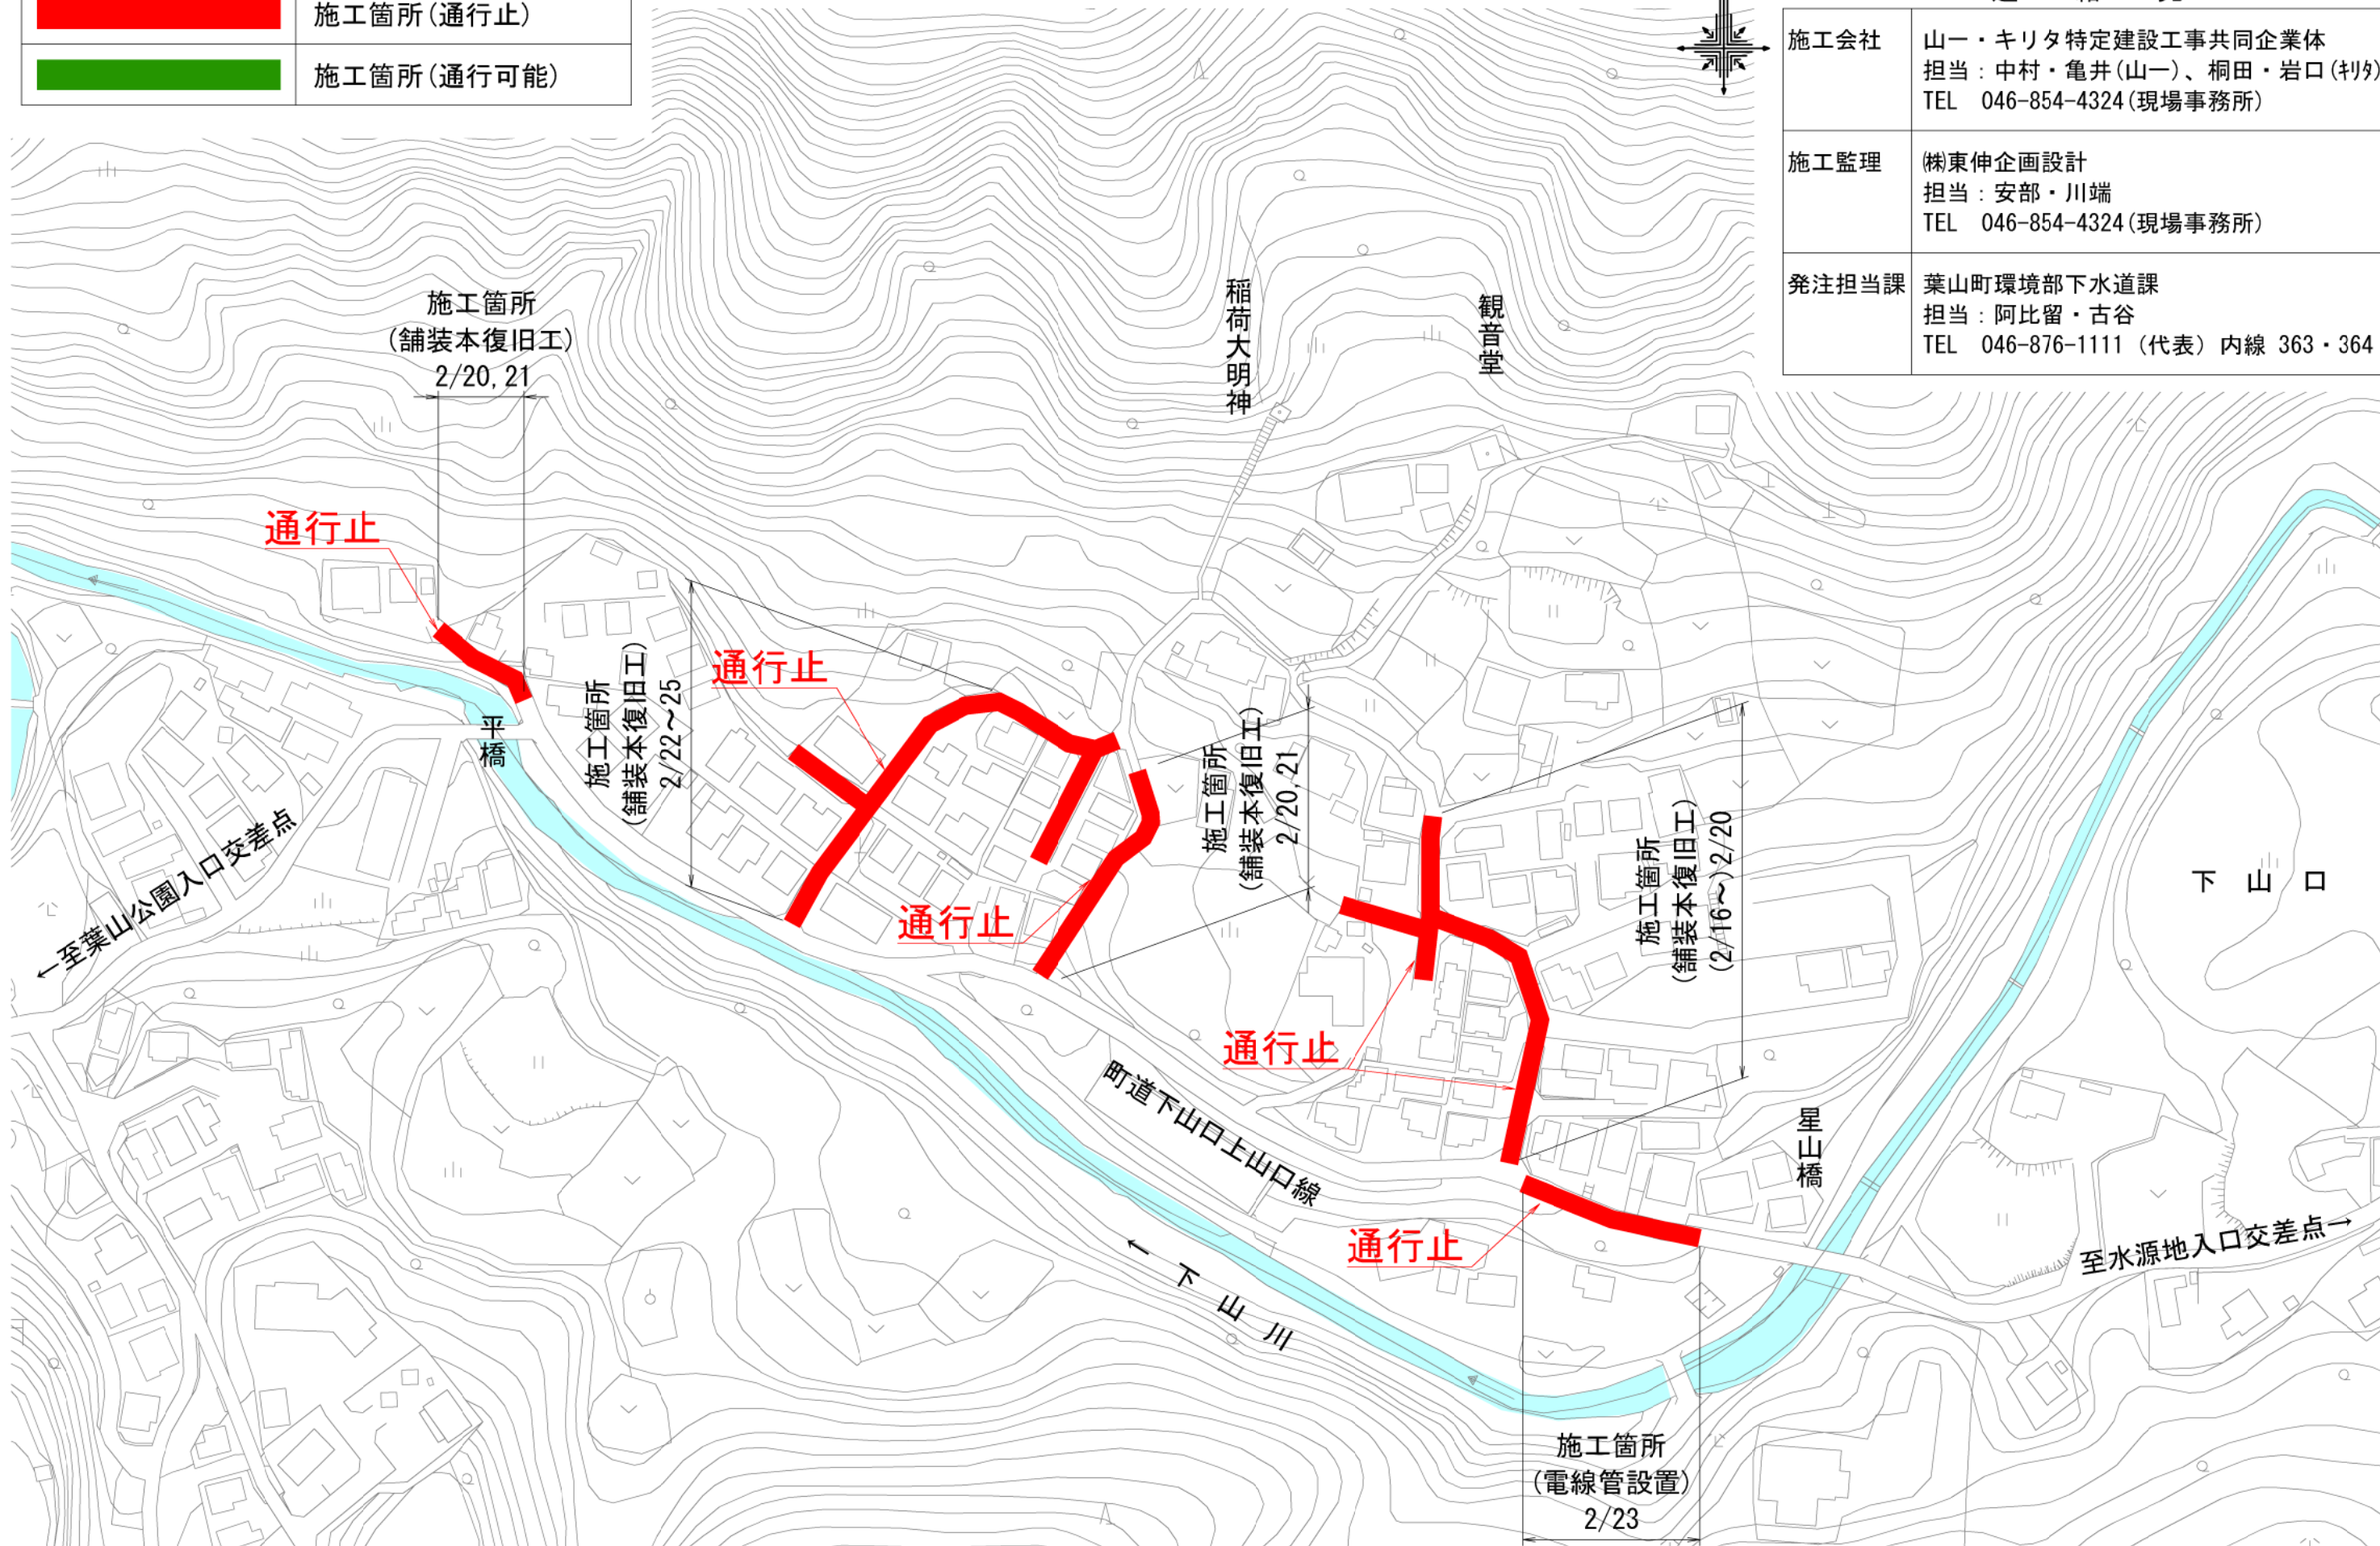 施工箇所(通行止)
施工箇所(通行可能)
施工会社
山一・キリタ特定建設工事共同企業体
担当：中村・亀井(山一)、桐田・岩口(ｷﾘﾀ)
TEL 046-854-4324(現場事務所)
施工監理
㈱東伸企画設計
担当：安部・川端
TEL 046-854-4324(現場事務所)
発注担当課
葉山町環境部下水道課
担当：阿比留・古谷
TEL 046-876-1111（代表）内線 363・364
施工箇所
(舗装本復旧工)
2/20,21
稲荷大明神
観音堂
通行止
平橋
施工箇所
(舗装本復旧工)
2/22～25
通行止
通行止
施工箇所
(舗装本復旧工)
2/20,21
施工箇所
(舗装本復旧工)
(2/16～)2/20
下山口
←至葉山公園入口交差点
通行止
町道下山口上山口線
星山橋
通行止
至水源地入口交差点→
←下山川
施工箇所
(電線管設置)
2/23